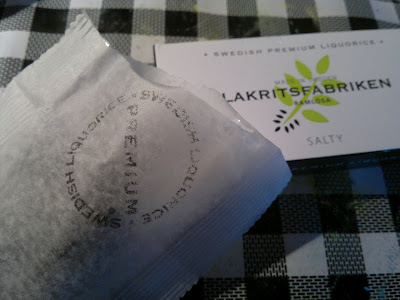 • SWEDISH PREMIUM LIQUORICE •
LAKRITSFABRIKEN
RAMLÖSA
SALTY
SWEDISH LIQUORICE • SWEDISH LIQUORICE •
PREMIUM